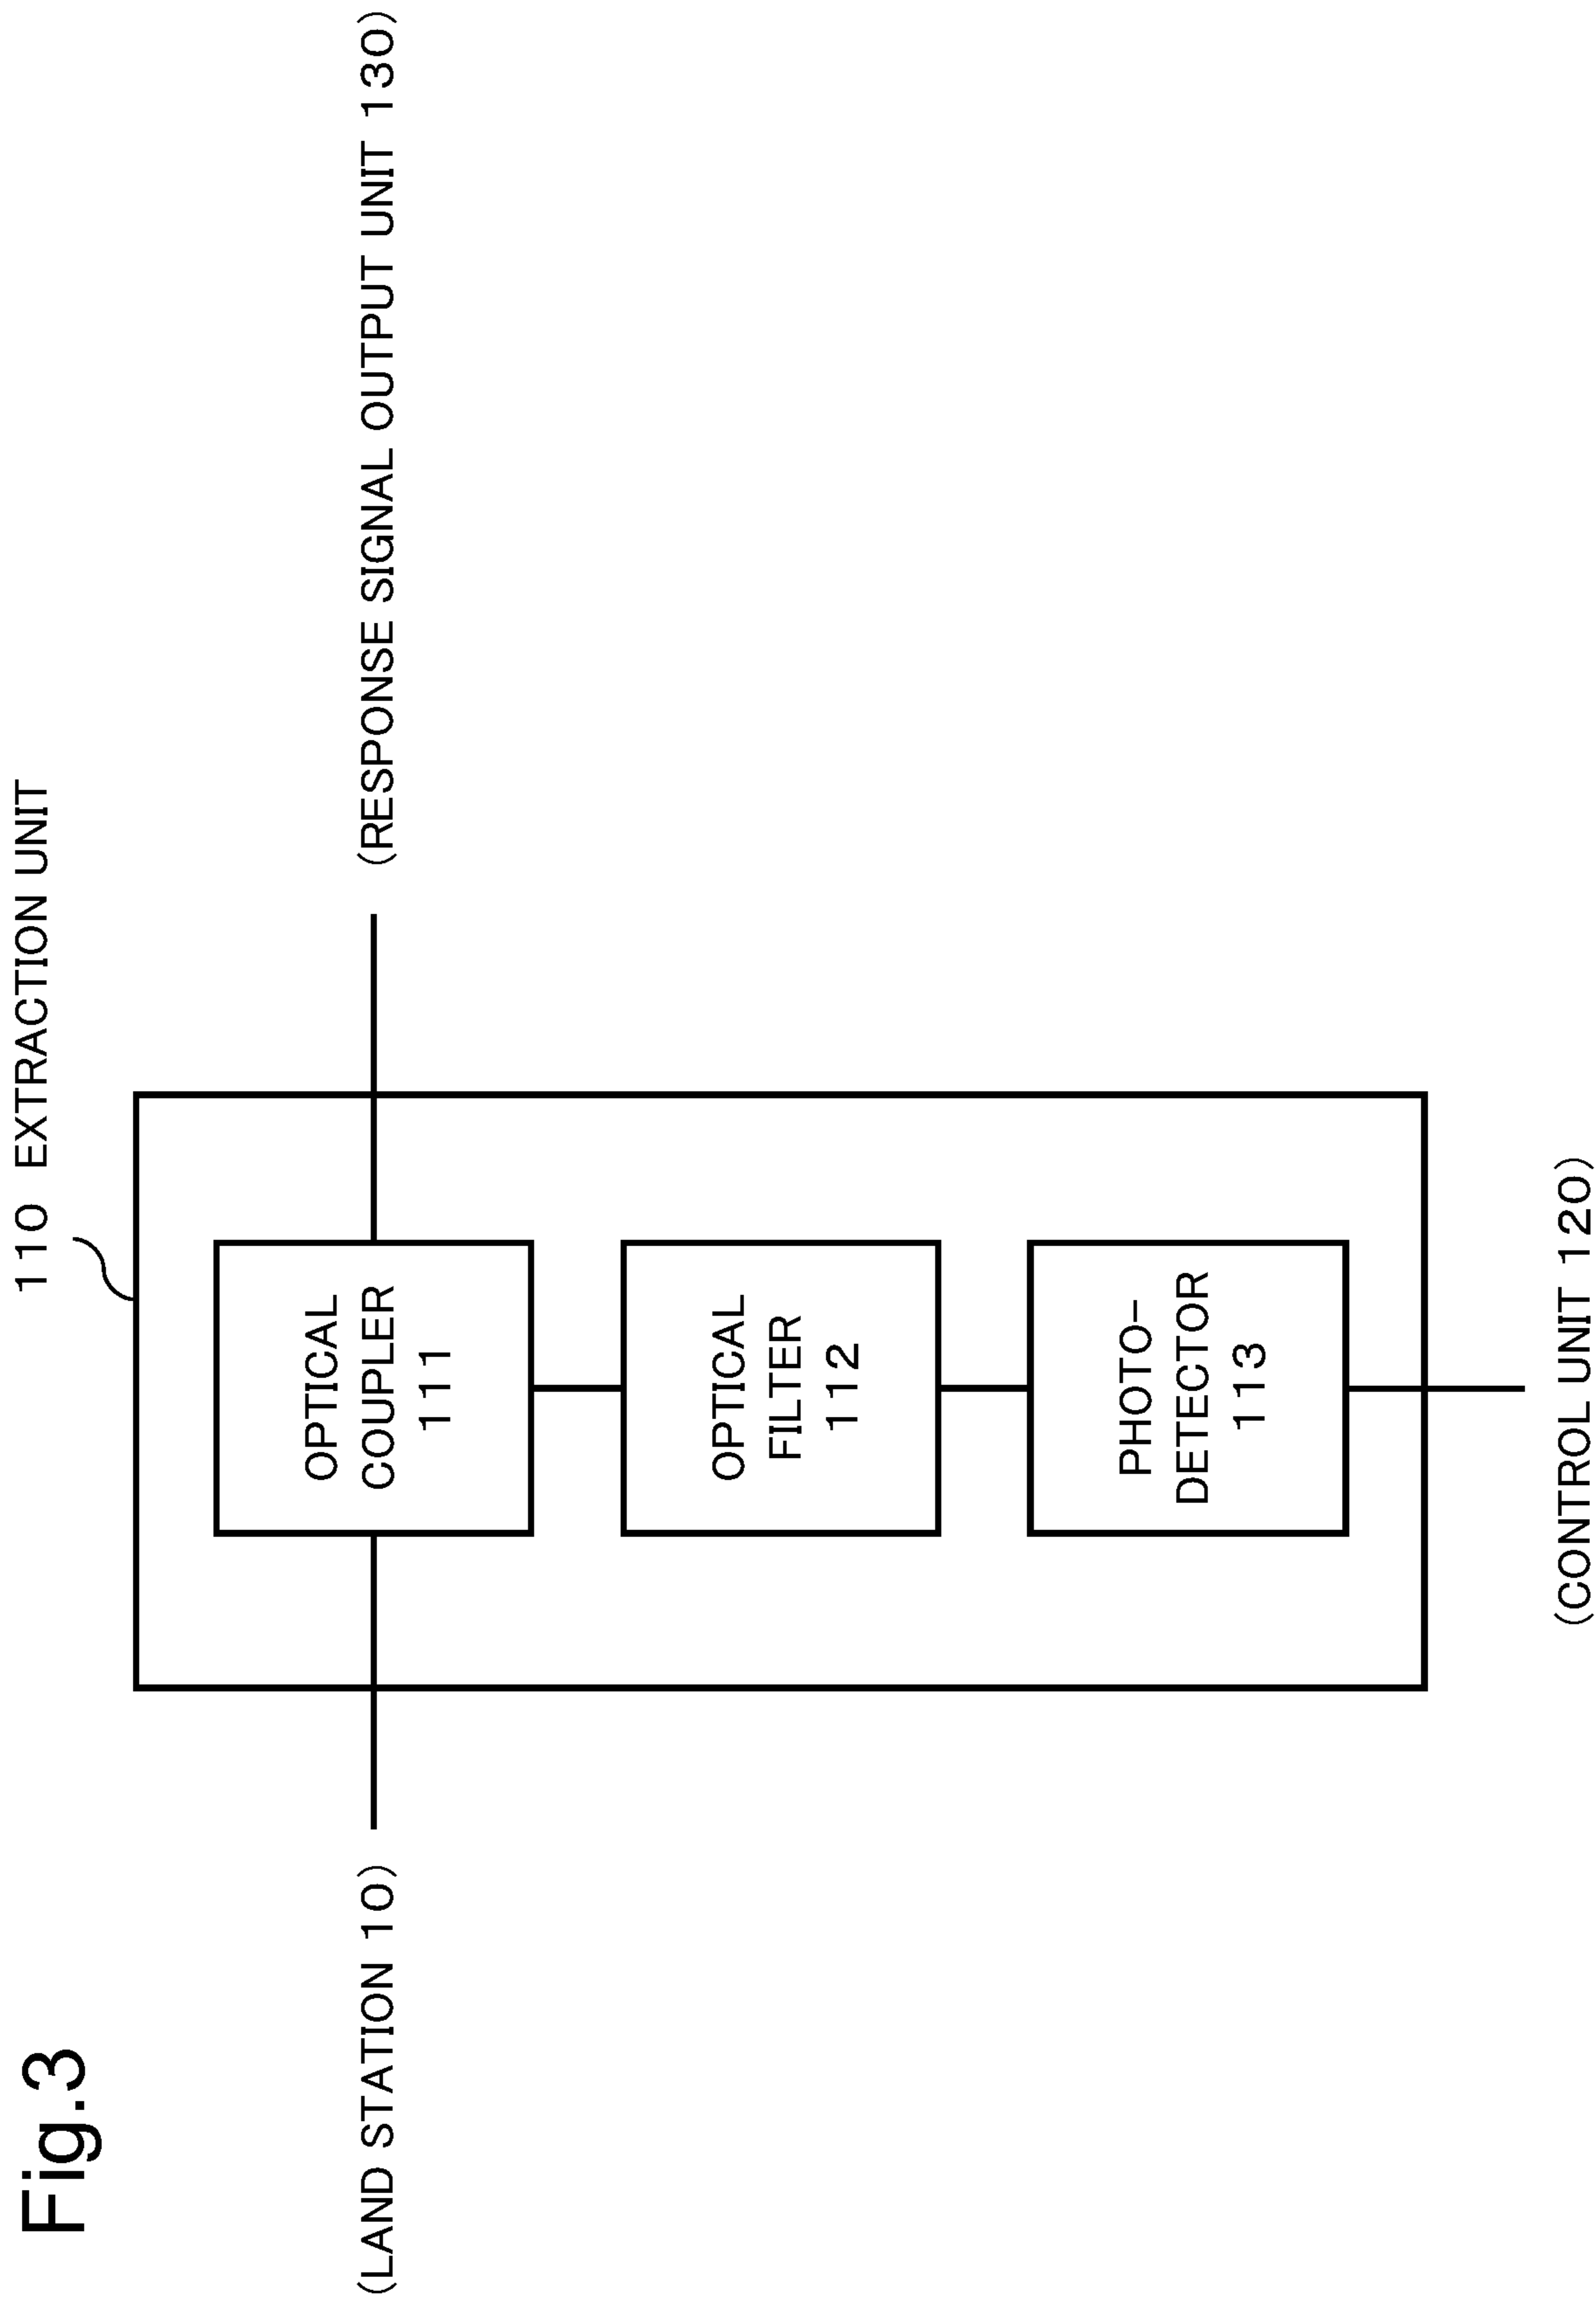 Fig.3
110 EXTRACTION UNIT
(LAND STATION 10)
OPTICAL
COUPLER
111
(RESPONSE SIGNAL OUTPUT UNIT 130)
OPTICAL
FILTER
112
PHOTO-
DETECTOR
113
(CONTROL UNIT 120)